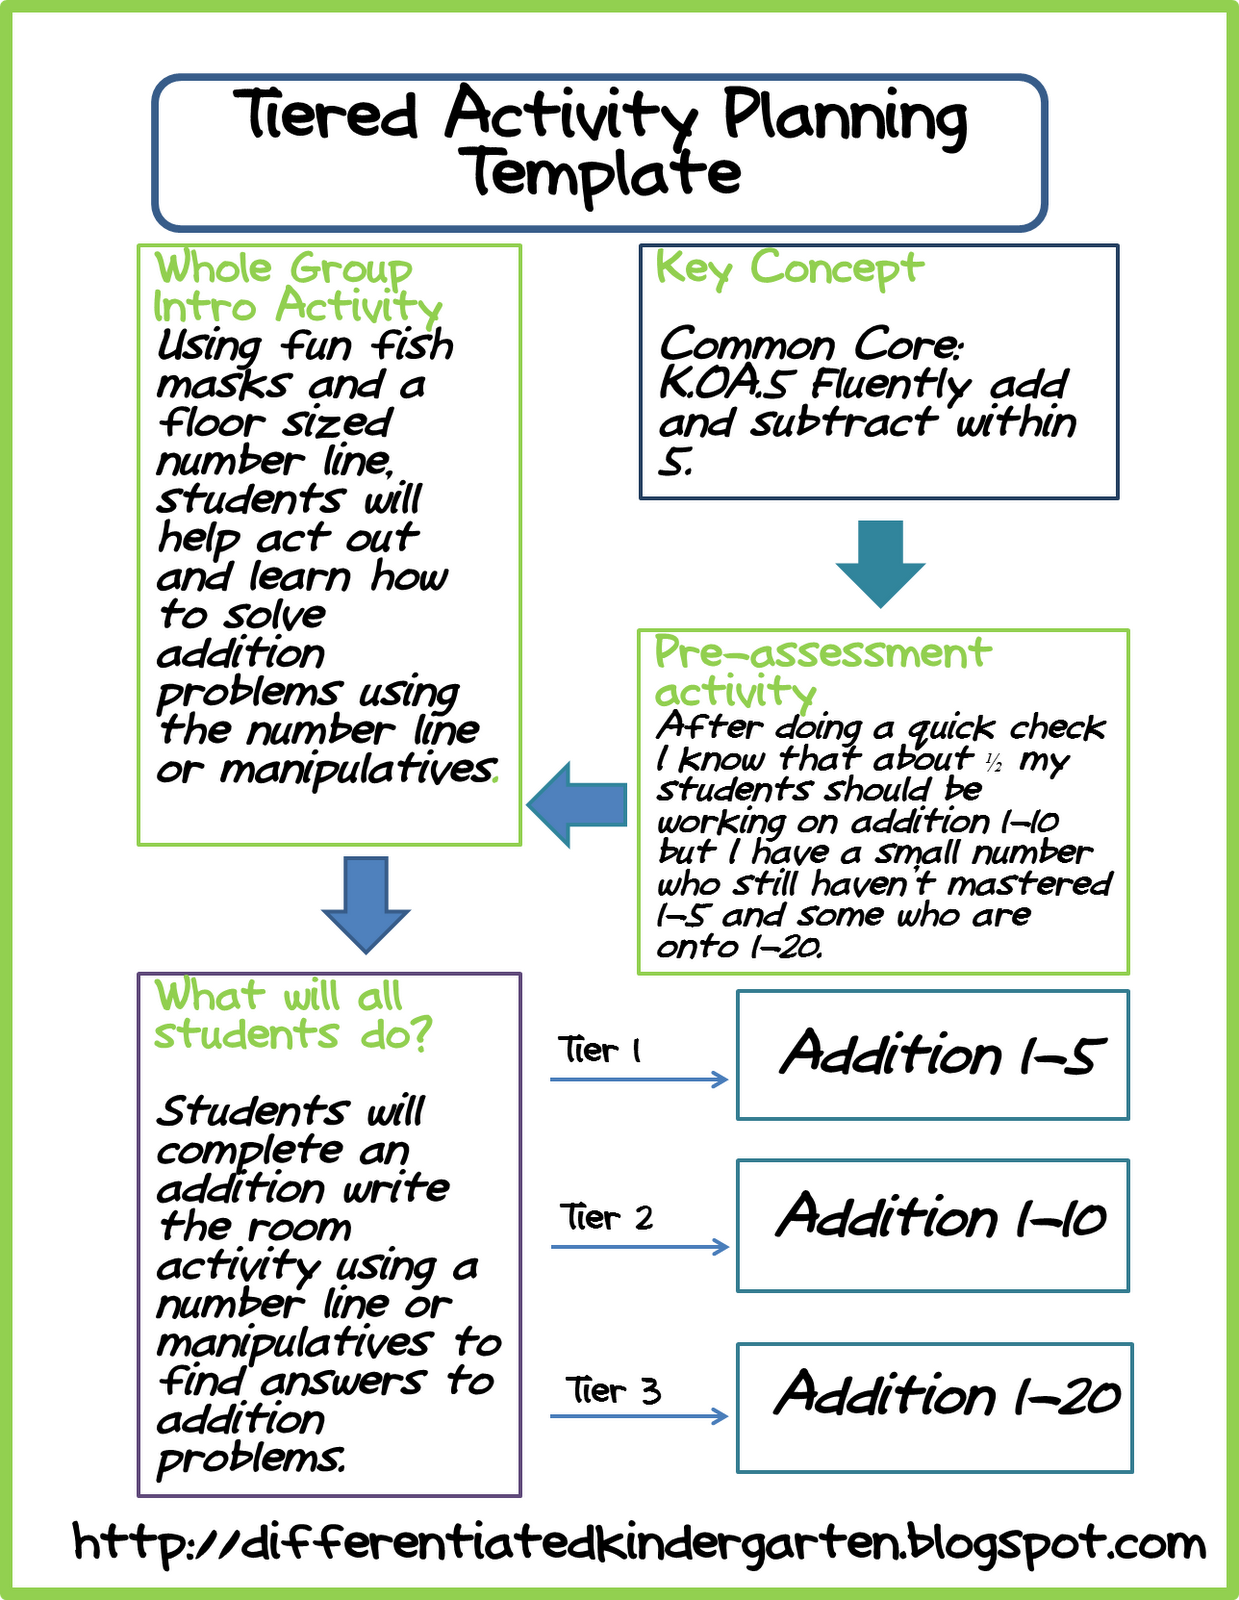 Tiered Activity Planning
Template
Whole Group
Intro Activity
Using fun fish
masks and a
floor sized
number line,
students will
help act out
and learn how
to solve
addition
problems using
the number line
or manipulatives.
Key Concept
Common Core:
K.OA.5 Fluently add
and subtract within
5.
Pre-assessment
activity
After doing a quick check
I know that about ½ my
students should be
working on addition 1-10
but I have a small number
who still haven't mastered
1-5 and some who are
onto 1-20.
What will all
students do?
Students will
complete an
addition write
the room
activity using a
number line or
manipulatives to
find answers to
addition
problems.
Tier 1
Addition 1-5
Tier 2
Addition 1-10
Tier 3
Addition 1-20
http://differentiatedkindergarten.blogspot.com